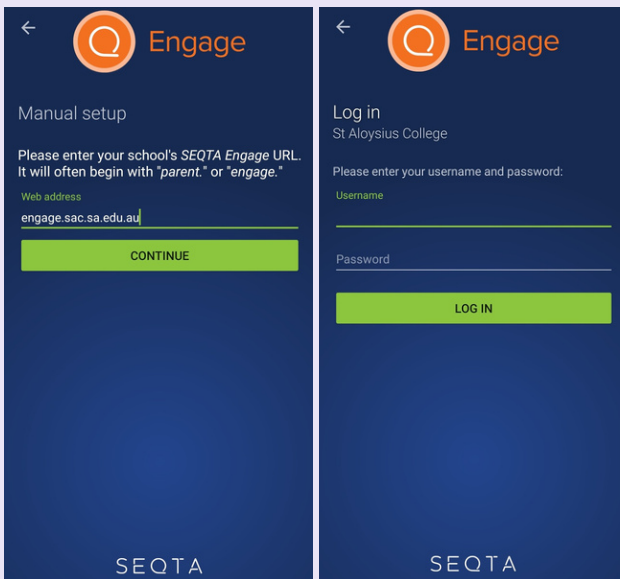 Engage
Manual setup
Please enter your school's SEQTA Engage URL.
It will often begin with "parent." or "engage."
Web address
engage.sac.sa.edu.au
CONTINUE
SEQTA
Engage
Log in
St Aloysius College
Please enter your username and password:
Username
Password
LOG IN
SEQTA